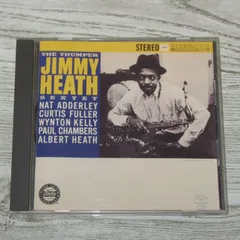 STEREO
THE THUMPER
JIMMY
HEATH
SEXTET
NAT ADDERLEY
CURTIS FULLER
WYNTON KELLY
PAUL CHAMBERS
ALBERT HEATH